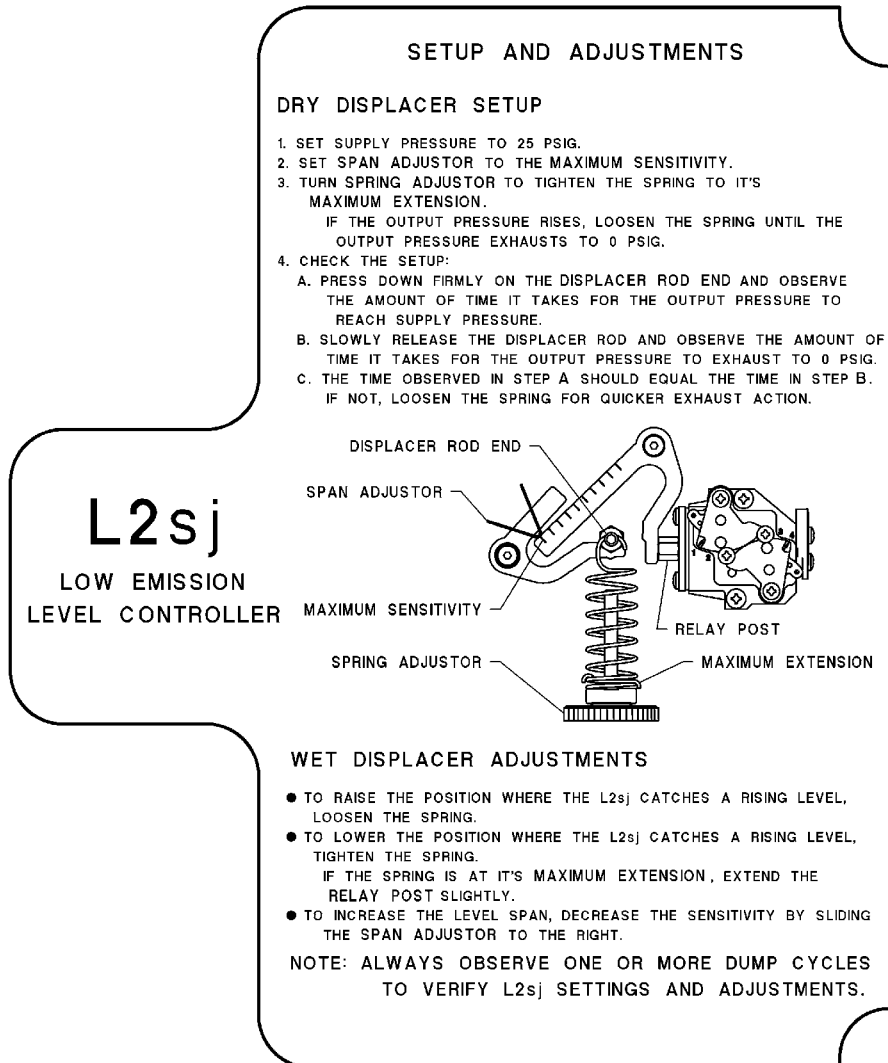 SETUP AND ADJUSTMENTS
DRY DISPLACER SETUP
1. SET SUPPLY PRESSURE TO 25 PSIG.
2. SET SPAN ADJUSTOR TO THE MAXIMUM SENSITIVITY.
3. TURN SPRING ADJUSTOR TO TIGHTEN THE SPRING TO IT'S
MAXIMUM EXTENSION.
IF THE OUTPUT PRESSURE RISES, LOOSEN THE SPRING UNTIL THE
OUTPUT PRESSURE EXHAUSTS TO 0 PSIG.
4. CHECK THE SETUP:
A. PRESS DOWN FIRMLY ON THE DISPLACER ROD END AND OBSERVE
THE AMOUNT OF TIME IT TAKES FOR THE OUTPUT PRESSURE TO
REACH SUPPLY PRESSURE.
B. SLOWLY RELEASE THE DISPLACER ROD AND OBSERVE THE AMOUNT OF
TIME IT TAKES FOR THE OUTPUT PRESSURE TO EXHAUST TO 0 PSIG.
C. THE TIME OBSERVED IN STEP A SHOULD EQUAL THE TIME IN STEP B.
IF NOT, LOOSEN THE SPRING FOR QUICKER EXHAUST ACTION.
L2sj
LOW EMISSION
LEVEL CONTROLLER
DISPLACER ROD END
SPAN ADJUSTOR
1 2 3 4
MAXIMUM SENSITIVITY
RELAY POST
SPRING ADJUSTOR
MAXIMUM EXTENSION
WET DISPLACER ADJUSTMENTS
● TO RAISE THE POSITION WHERE THE L2sj CATCHES A RISING LEVEL,
LOOSEN THE SPRING.
● TO LOWER THE POSITION WHERE THE L2sj CATCHES A RISING LEVEL,
TIGHTEN THE SPRING.
IF THE SPRING IS AT IT'S MAXIMUM EXTENSION, EXTEND THE
RELAY POST SLIGHTLY.
● TO INCREASE THE LEVEL SPAN, DECREASE THE SENSITIVITY BY SLIDING
THE SPAN ADJUSTOR TO THE RIGHT.
NOTE: ALWAYS OBSERVE ONE OR MORE DUMP CYCLES
TO VERIFY L2sj SETTINGS AND ADJUSTMENTS.